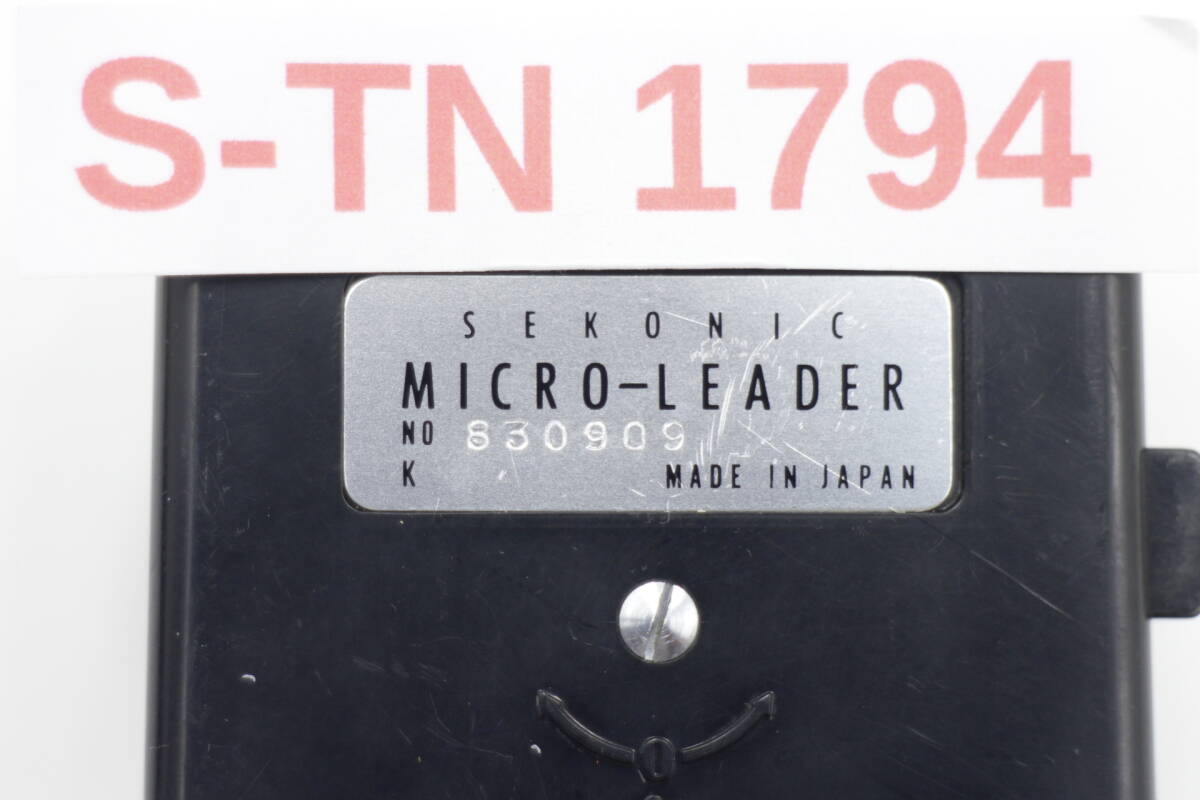 S-TN 1794
SEKONIC
MICRO-LEADER
NO 830909
K MADE IN JAPAN